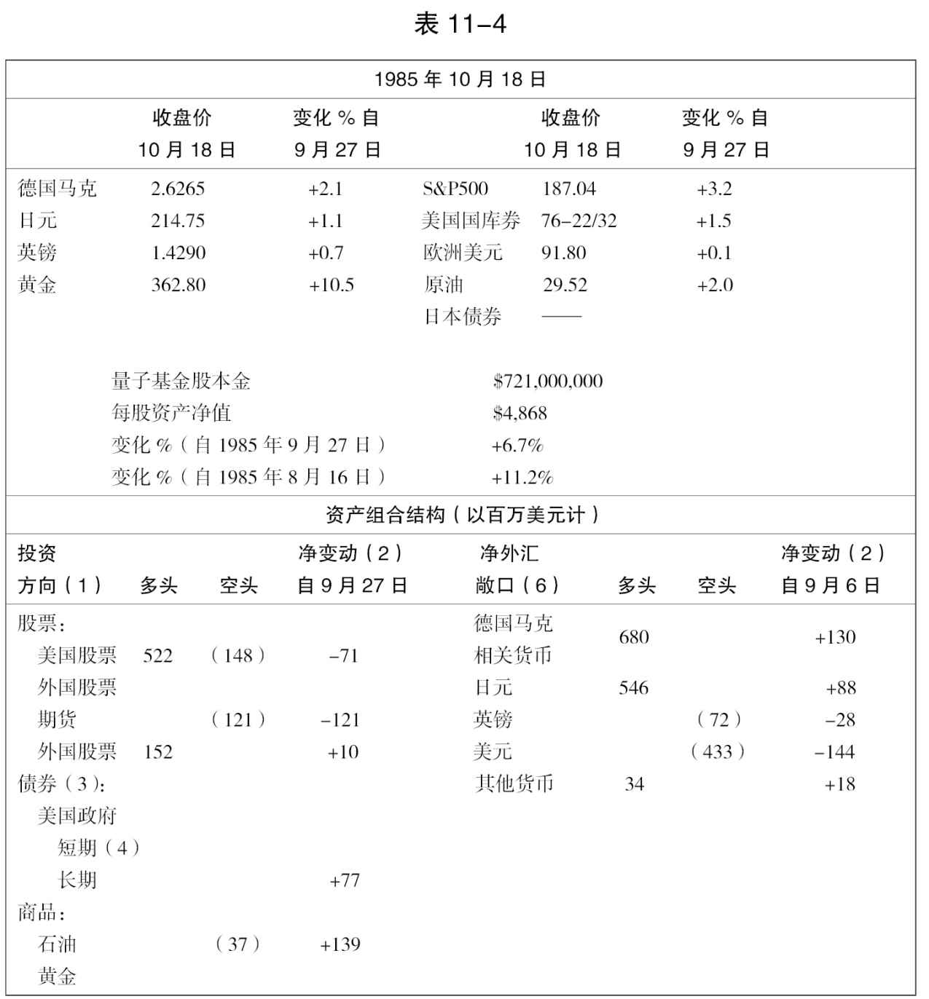 表 11-4
1985 年 10 月 18 日
收盘价 变化 % 自 收盘价 变化 % 自
10 月 18 日 9 月 27 日 10 月 18 日 9 月 27 日
德国马克 2.6265 +2.1 S&P500 187.04 +3.2
日元 214.75 +1.1 美国国库券 76-22/32 +1.5
英镑 1.4290 +0.7 欧洲美元 91.80 +0.1
黄金 362.80 +10.5 原油 29.52 +2.0
日本债券 ——
量子基金股本金 $721,000,000
每股资产净值 $4,868
变化 %（自 1985 年 9 月 27 日） +6.7%
变化 %（自 1985 年 8 月 16 日） +11.2%
资产组合结构（以百万美元计）
投资 净变动（2） 净外汇 净变动（2）
方向（1） 多头 空头 自 9 月 27 日 敞口（6） 多头 空头 自 9 月 6 日
股票： 德国马克
680 +130
美国股票 522 （148） -71 相关货币
外国股票 日元 546 +88
期货 （121） -121 英镑 （72） -28
外国股票 152 +10 美元 （433） -144
债券（3）： 其他货币 34 +18
美国政府
短期（4）
长期 +77
商品：
石油 （37） +139
黄金